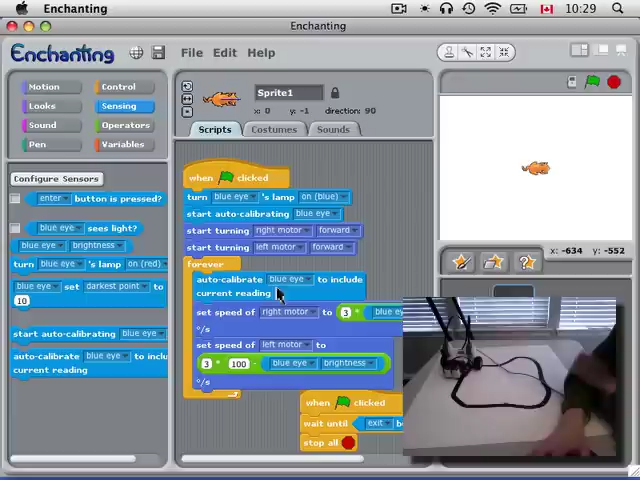 Enchanting
10:29
Enchanting
Enchanting
File Edit Help
Motion Control
Looks Sensing
Sound Operators
Pen Variables
Sprite1
x: 0 y: -1 direction: 90
Scripts Costumes Sounds
Configure Sensors
enter button is pressed?
blue eye sees light?
blue eye brightness
turn blue eye 's lamp on (red)
blue eye set darkest point to
10
start auto-calibrating blue eye
auto-calibrate blue eye to inclu
current reading
when clicked
turn blue eye 's lamp on (blue)
start auto-calibrating blue eye
start turning right motor forward
start turning left motor forward
forever
auto-calibrate blue eye to include
current reading
set speed of right motor to 3 * blue ey
°/s
set speed of left motor to
3 * 100 - blue eye brightness
°/s
when clicked
wait until exit bu
stop all
x: -634 y: -552